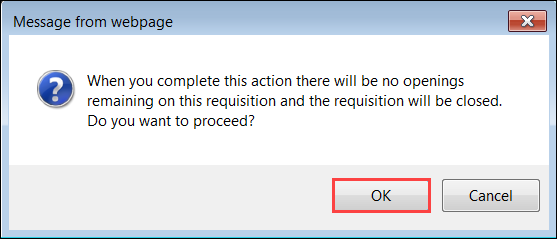 Message from webpage
When you complete this action there will be no openings
remaining on this requisition and the requisition will be closed.
Do you want to proceed?
OK
Cancel